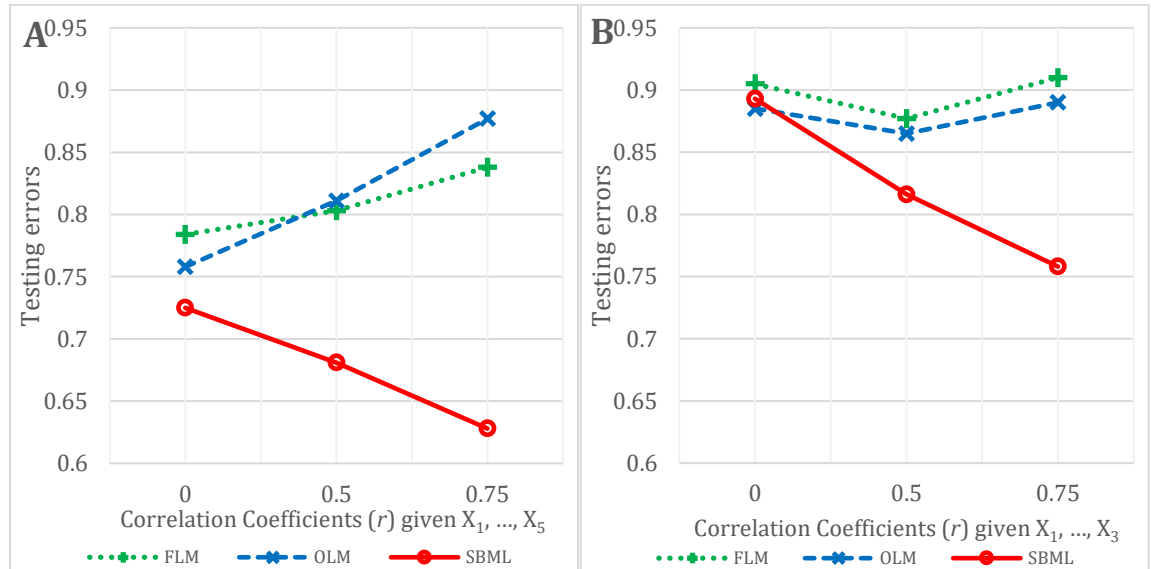 A
0.95
0.9
0.85
0.8
0.75
0.7
0.65
0.6
Testing errors
0 0.5 0.75
Correlation Coefficients (r) given X₁, ..., X₅
FLM OLM SBML
B
0.95
0.9
0.85
0.8
0.75
0.7
0.65
0.6
Testing errors
0 0.5 0.75
Correlation Coefficients (r) given X₁, ..., X₃
FLM OLM SBML